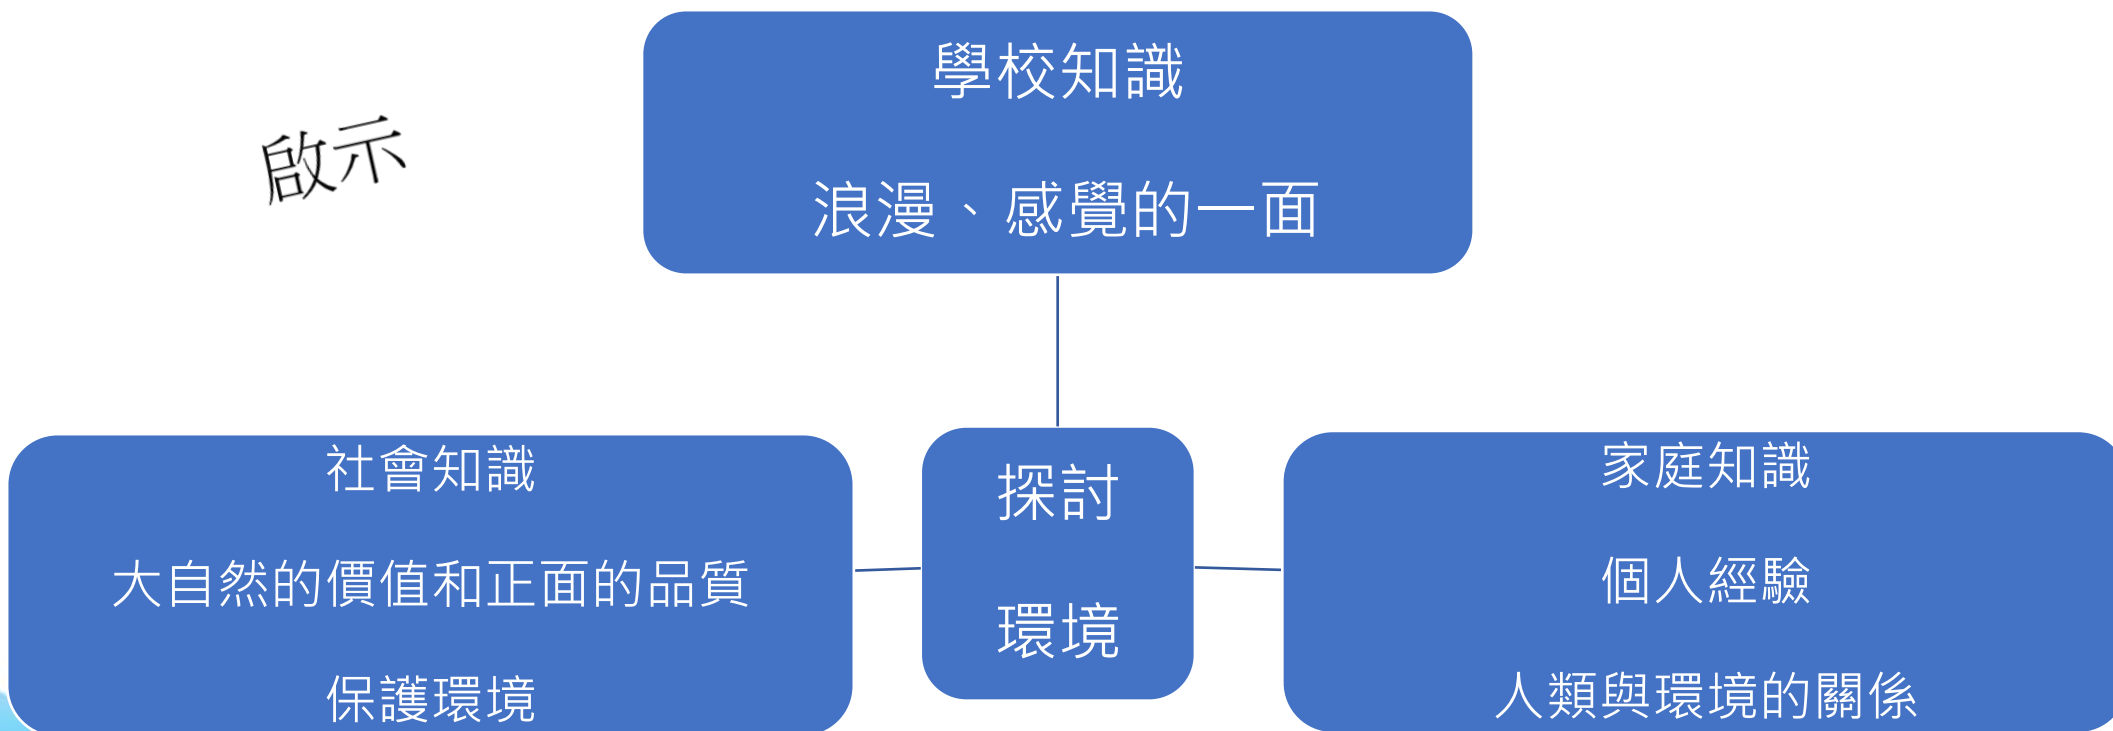 啟示
學校知識
浪漫、感覺的一面
社會知識
大自然的價值和正面的品質
保護環境
探討
環境
家庭知識
個人經驗
人類與環境的關係